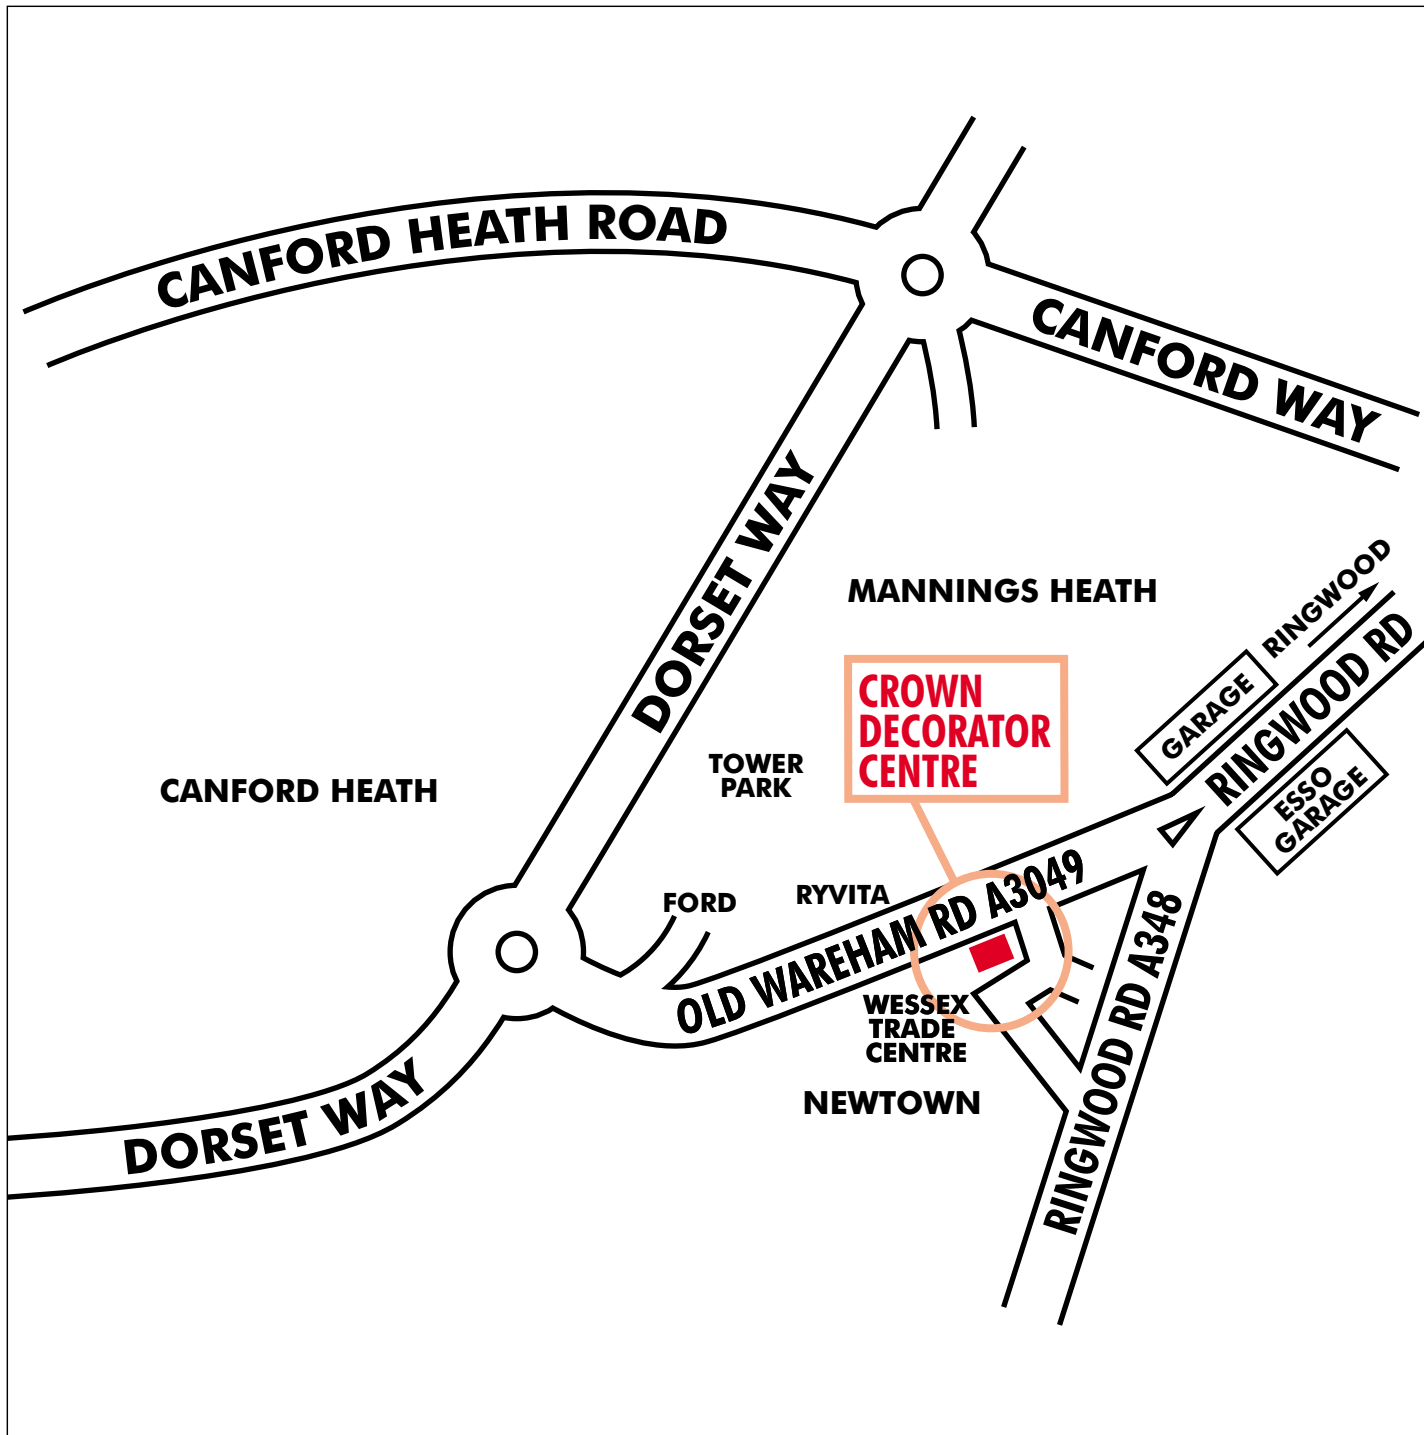 CANFORD HEATH ROAD
CANFORD WAY
DORSET WAY
RINGWOOD
MANNINGS HEATH
RINGWOOD RD
GARAGE
CROWN
DECORATOR
CENTRE
TOWER
PARK
CANFORD HEATH
ESSO
GARAGE
FORD
RYVITA
OLD WAREHAM RD A3049
RINGWOOD RD A348
WESSEX
TRADE
CENTRE
NEWTOWN
DORSET WAY